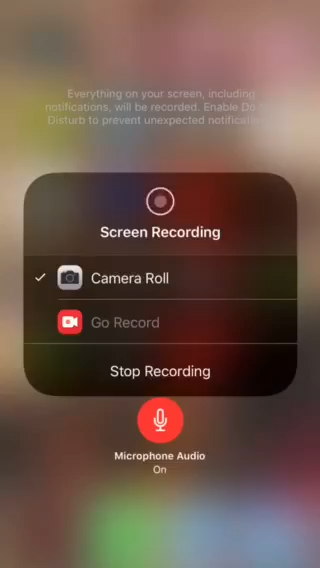 Everything on your screen, including
notifications, will be recorded. Enable Do
Disturb to prevent unexpected
Screen Recording
Camera Roll
Go Record
Stop Recording
Microphone Audio
On